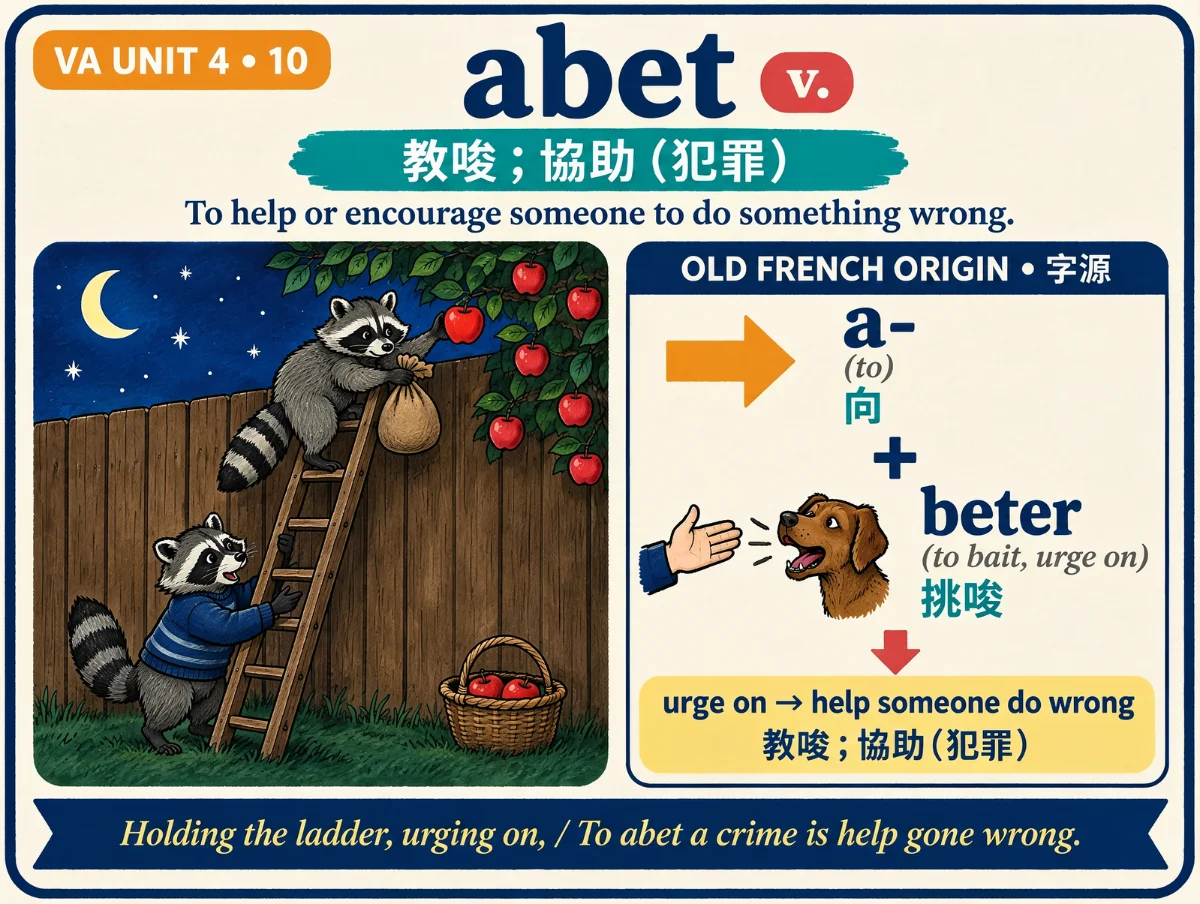 VA UNIT 4 • 10
abet v.
教唆；協助（犯罪）
To help or encourage someone to do something wrong.
OLD FRENCH ORIGIN • 字源
a-
(to)
向
+
beter
(to bait, urge on)
挑唆
urge on → help someone do wrong
教唆；協助（犯罪）
Holding the ladder, urging on, / To abet a crime is help gone wrong.